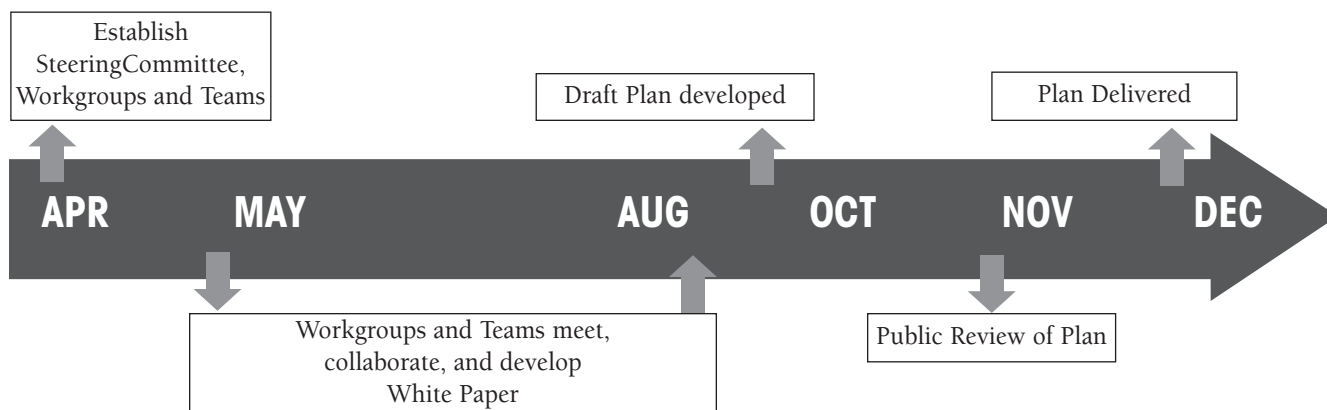 Establish
SteeringCommittee,
Workgroups and Teams
Draft Plan developed
Plan Delivered
APR MAY AUG OCT NOV DEC
Workgroups and Teams meet,
collaborate, and develop
White Paper
Public Review of Plan